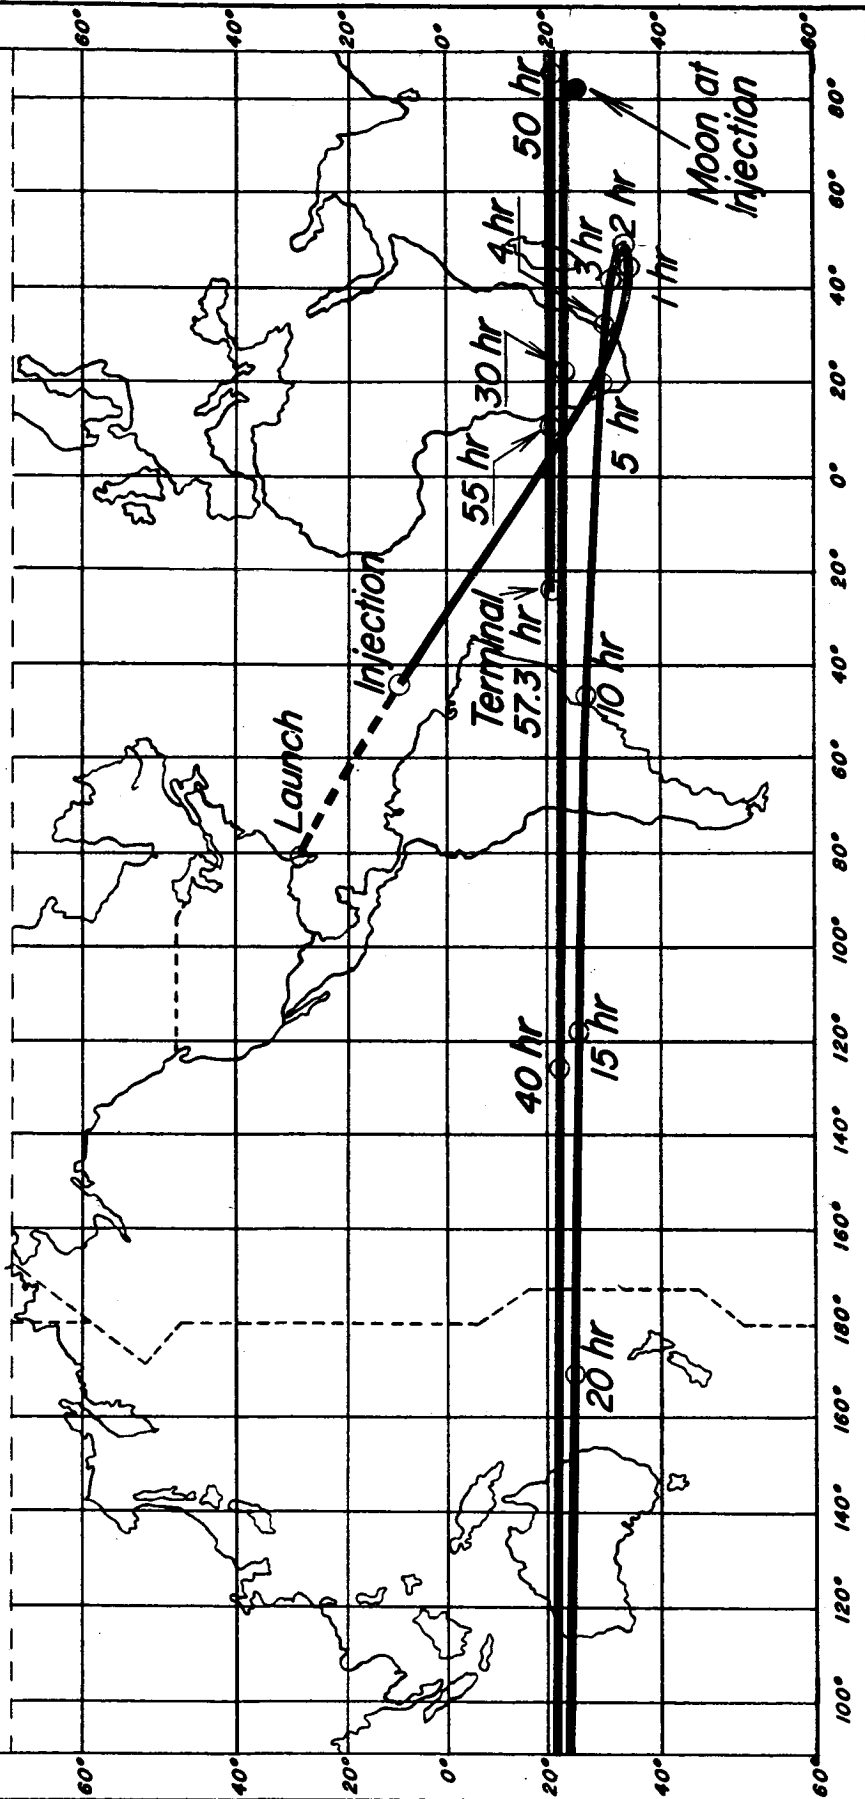 60° 60°
40° 40°
Launch
20° 20°
Injection
0° 0°
55 hr
30 hr
4 hr
Terminal
57.3 hr
40 hr
50 hr
20° 20°
3 hr
20 hr
15 hr
10 hr
5 hr
2 hr
1 hr
40° 40°
Moon at
Injection
60° 60°
100° 120° 140° 160° 180° 160° 140° 120° 100° 80° 60° 40° 20° 0° 20° 40° 60° 80°